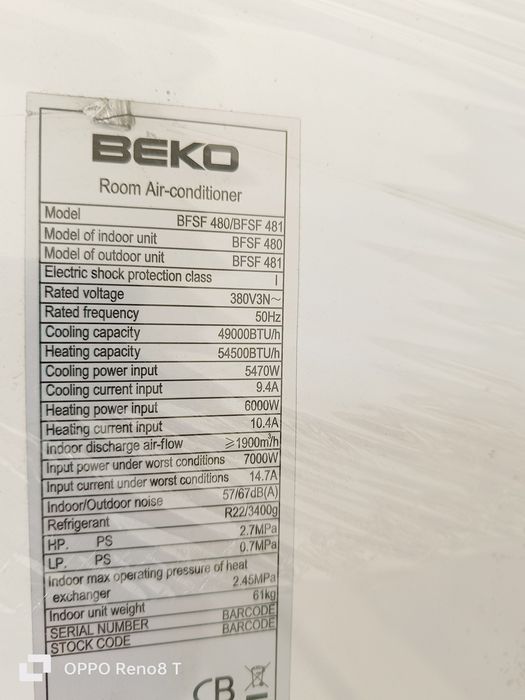 BEKO
Room Air-conditioner
Model BFSF 480/BFSF 481
Model of indoor unit BFSF 480
Model of outdoor unit BFSF 481
Electric shock protection class I
Rated voltage 380V3N~
Rated frequency 50Hz
Cooling capacity 49000BTU/h
Heating capacity 54500BTU/h
Cooling power input 5470W
Cooling current input 9.4A
Heating power input 6000W
Heating current input 10.4A
Indoor discharge air-flow ≥1900m³/h
Input power under worst conditions 7000W
Input current under worst conditions 14.7A
Indoor/Outdoor noise 57/67dB(A)
Refrigerant R22/3400g
HP. PS 2.7MPa
LP. PS 0.7MPa
Indoor max operating pressure of heat
exchanger 2.45MPa
Indoor unit weight 61kg
SERIAL NUMBER BARCODE
STOCK CODE BARCODE
CB
OPPO Reno8 T